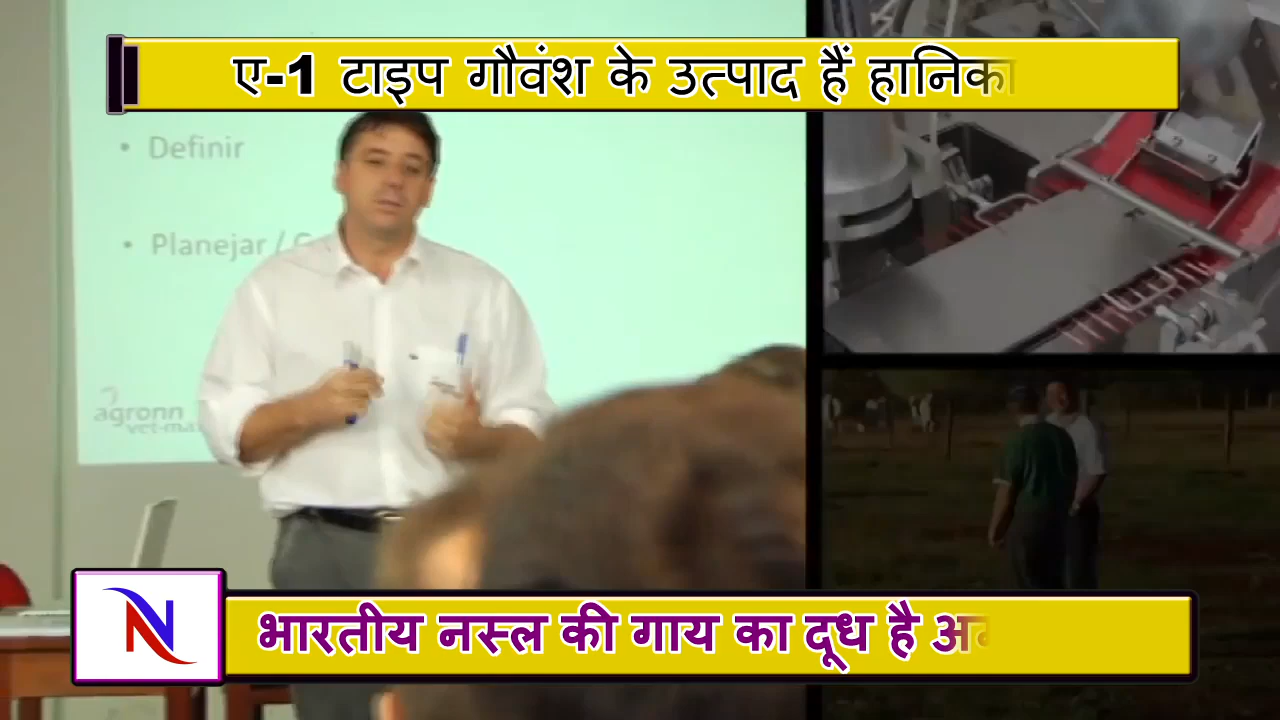 ए-1 टाइप गौवंश के उत्पाद हैं
• Definir
• Planejar /
agronn
भारतीय नस्ल की गाय का दूध है
N